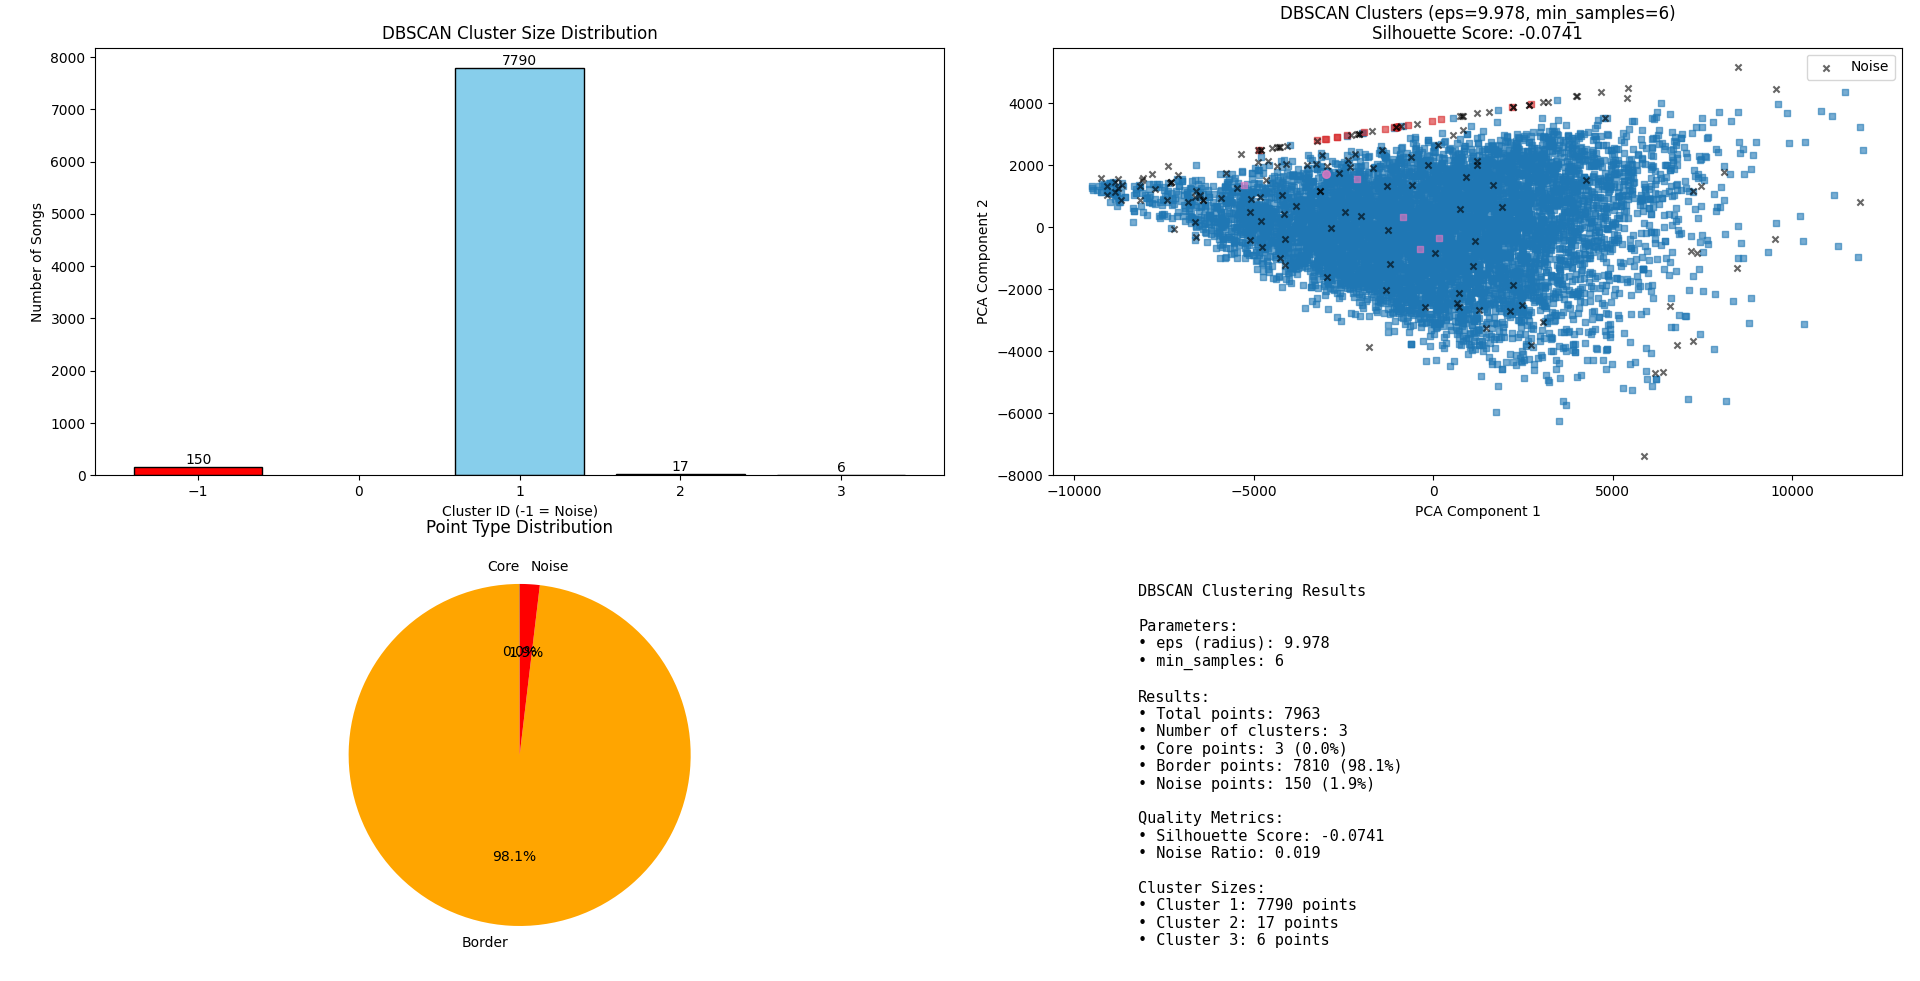 DBSCAN Cluster Size Distribution
Number of Songs
8000
7000
6000
5000
4000
3000
2000
1000
0
150
7790
17
6
−1
0
1
2
3
Cluster ID (-1 = Noise)
DBSCAN Clusters (eps=9.978, min_samples=6)
Silhouette Score: -0.0741
Noise
PCA Component 2
4000
2000
0
−2000
−4000
−6000
−8000
−10000
−5000
0
5000
10000
PCA Component 1
Point Type Distribution
Core
Noise
0.0%
1.9%
98.1%
Border
DBSCAN Clustering Results
Parameters:
• eps (radius): 9.978
• min_samples: 6
Results:
• Total points: 7963
• Number of clusters: 3
• Core points: 3 (0.0%)
• Border points: 7810 (98.1%)
• Noise points: 150 (1.9%)
Quality Metrics:
• Silhouette Score: -0.0741
• Noise Ratio: 0.019
Cluster Sizes:
• Cluster 1: 7790 points
• Cluster 2: 17 points
• Cluster 3: 6 points